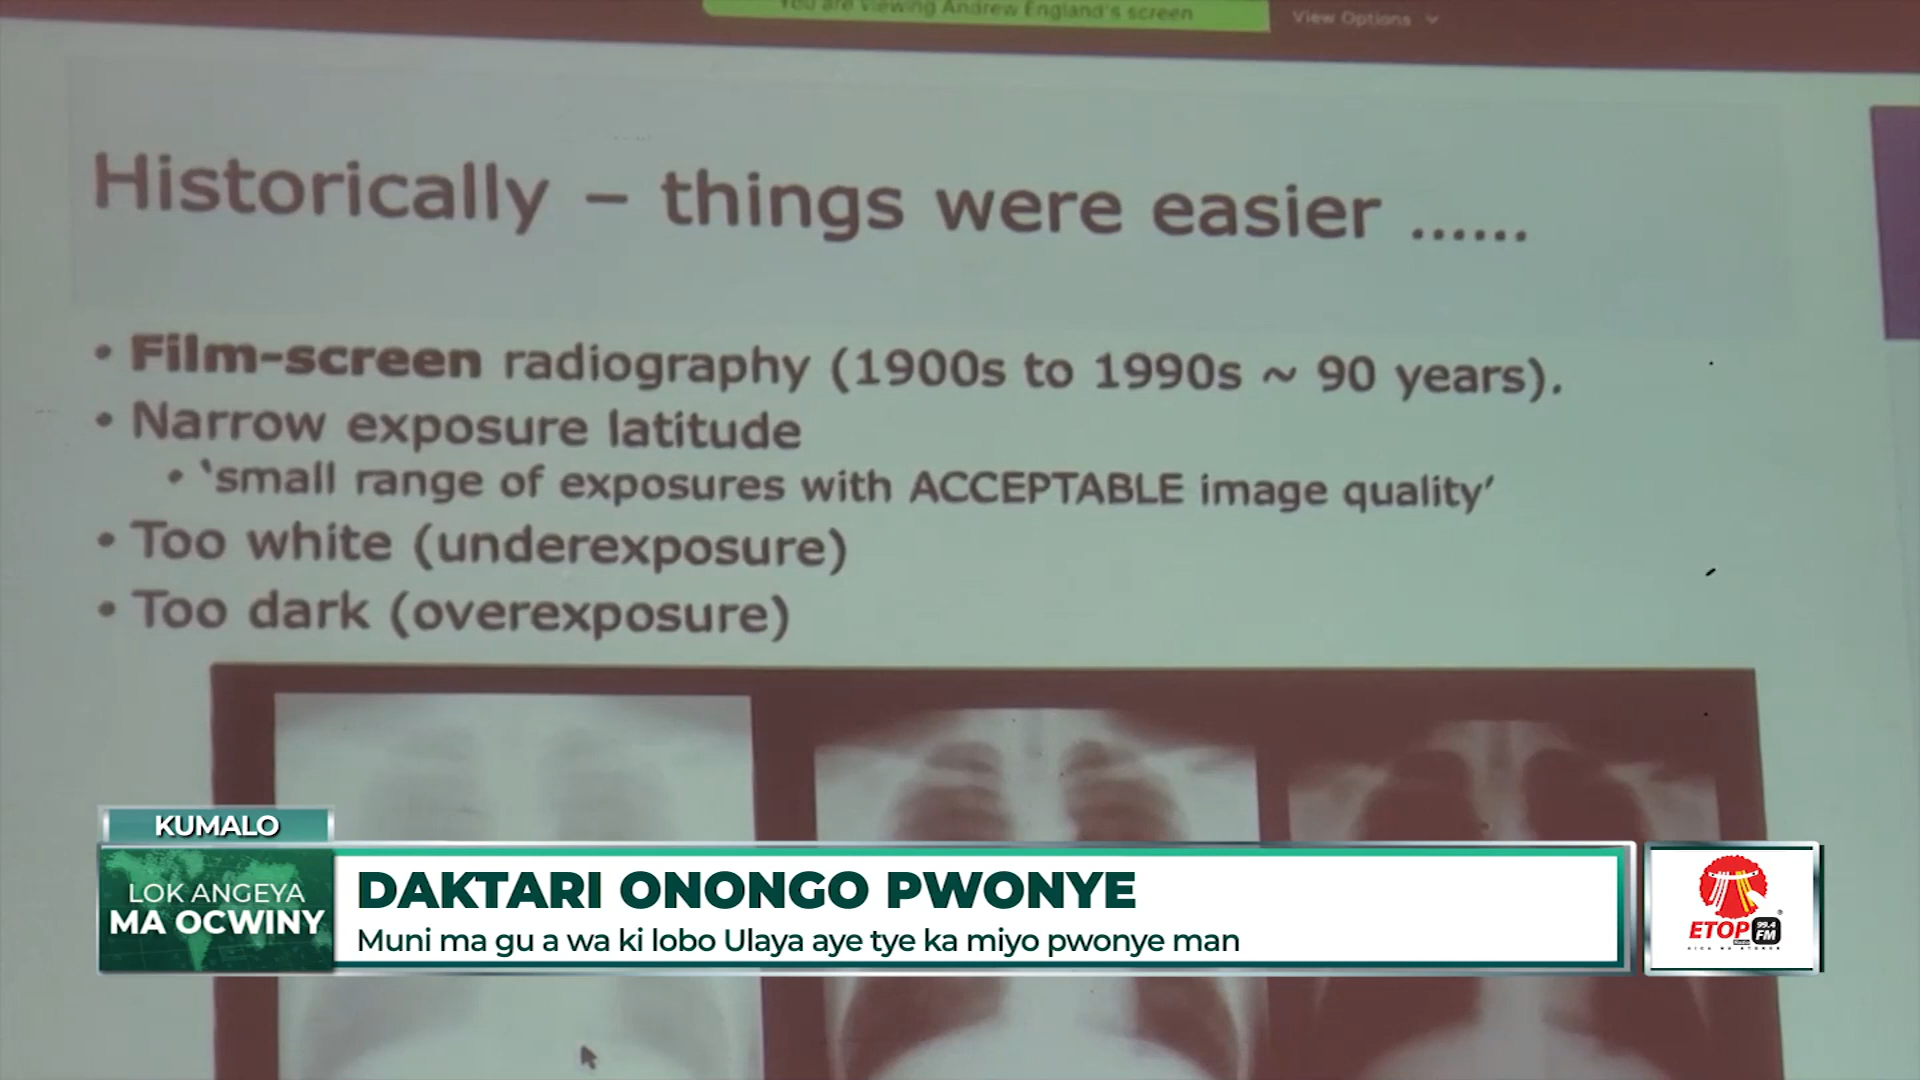 You are viewing Andrew England's screen
View Options
Historically – things were easier ......
• Film-screen radiography (1900s to 1990s ~ 90 years).
• Narrow exposure latitude
• ‘small range of exposures with ACCEPTABLE image quality’
• Too white (underexposure)
• Too dark (overexposure)
KUMALO
LOK ANGEYA
MA OCWINY
DAKTARI ONONGO PWONYE
Muni ma gu a wa ki lobo Ulaya aye tye ka miyo pwonye man
ETOP
99.4
FM